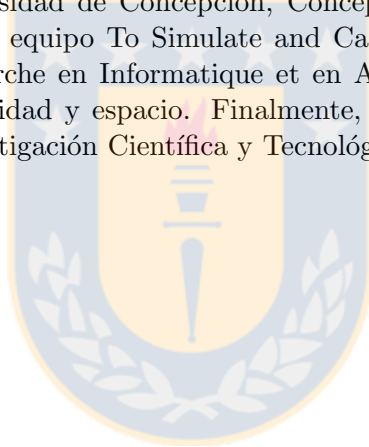 sidad de Concepción, Concep
equipo To Simulate and Ca
rche en Informatique et en A
idad y espacio. Finalmente,
tigación Científica y Tecnológ